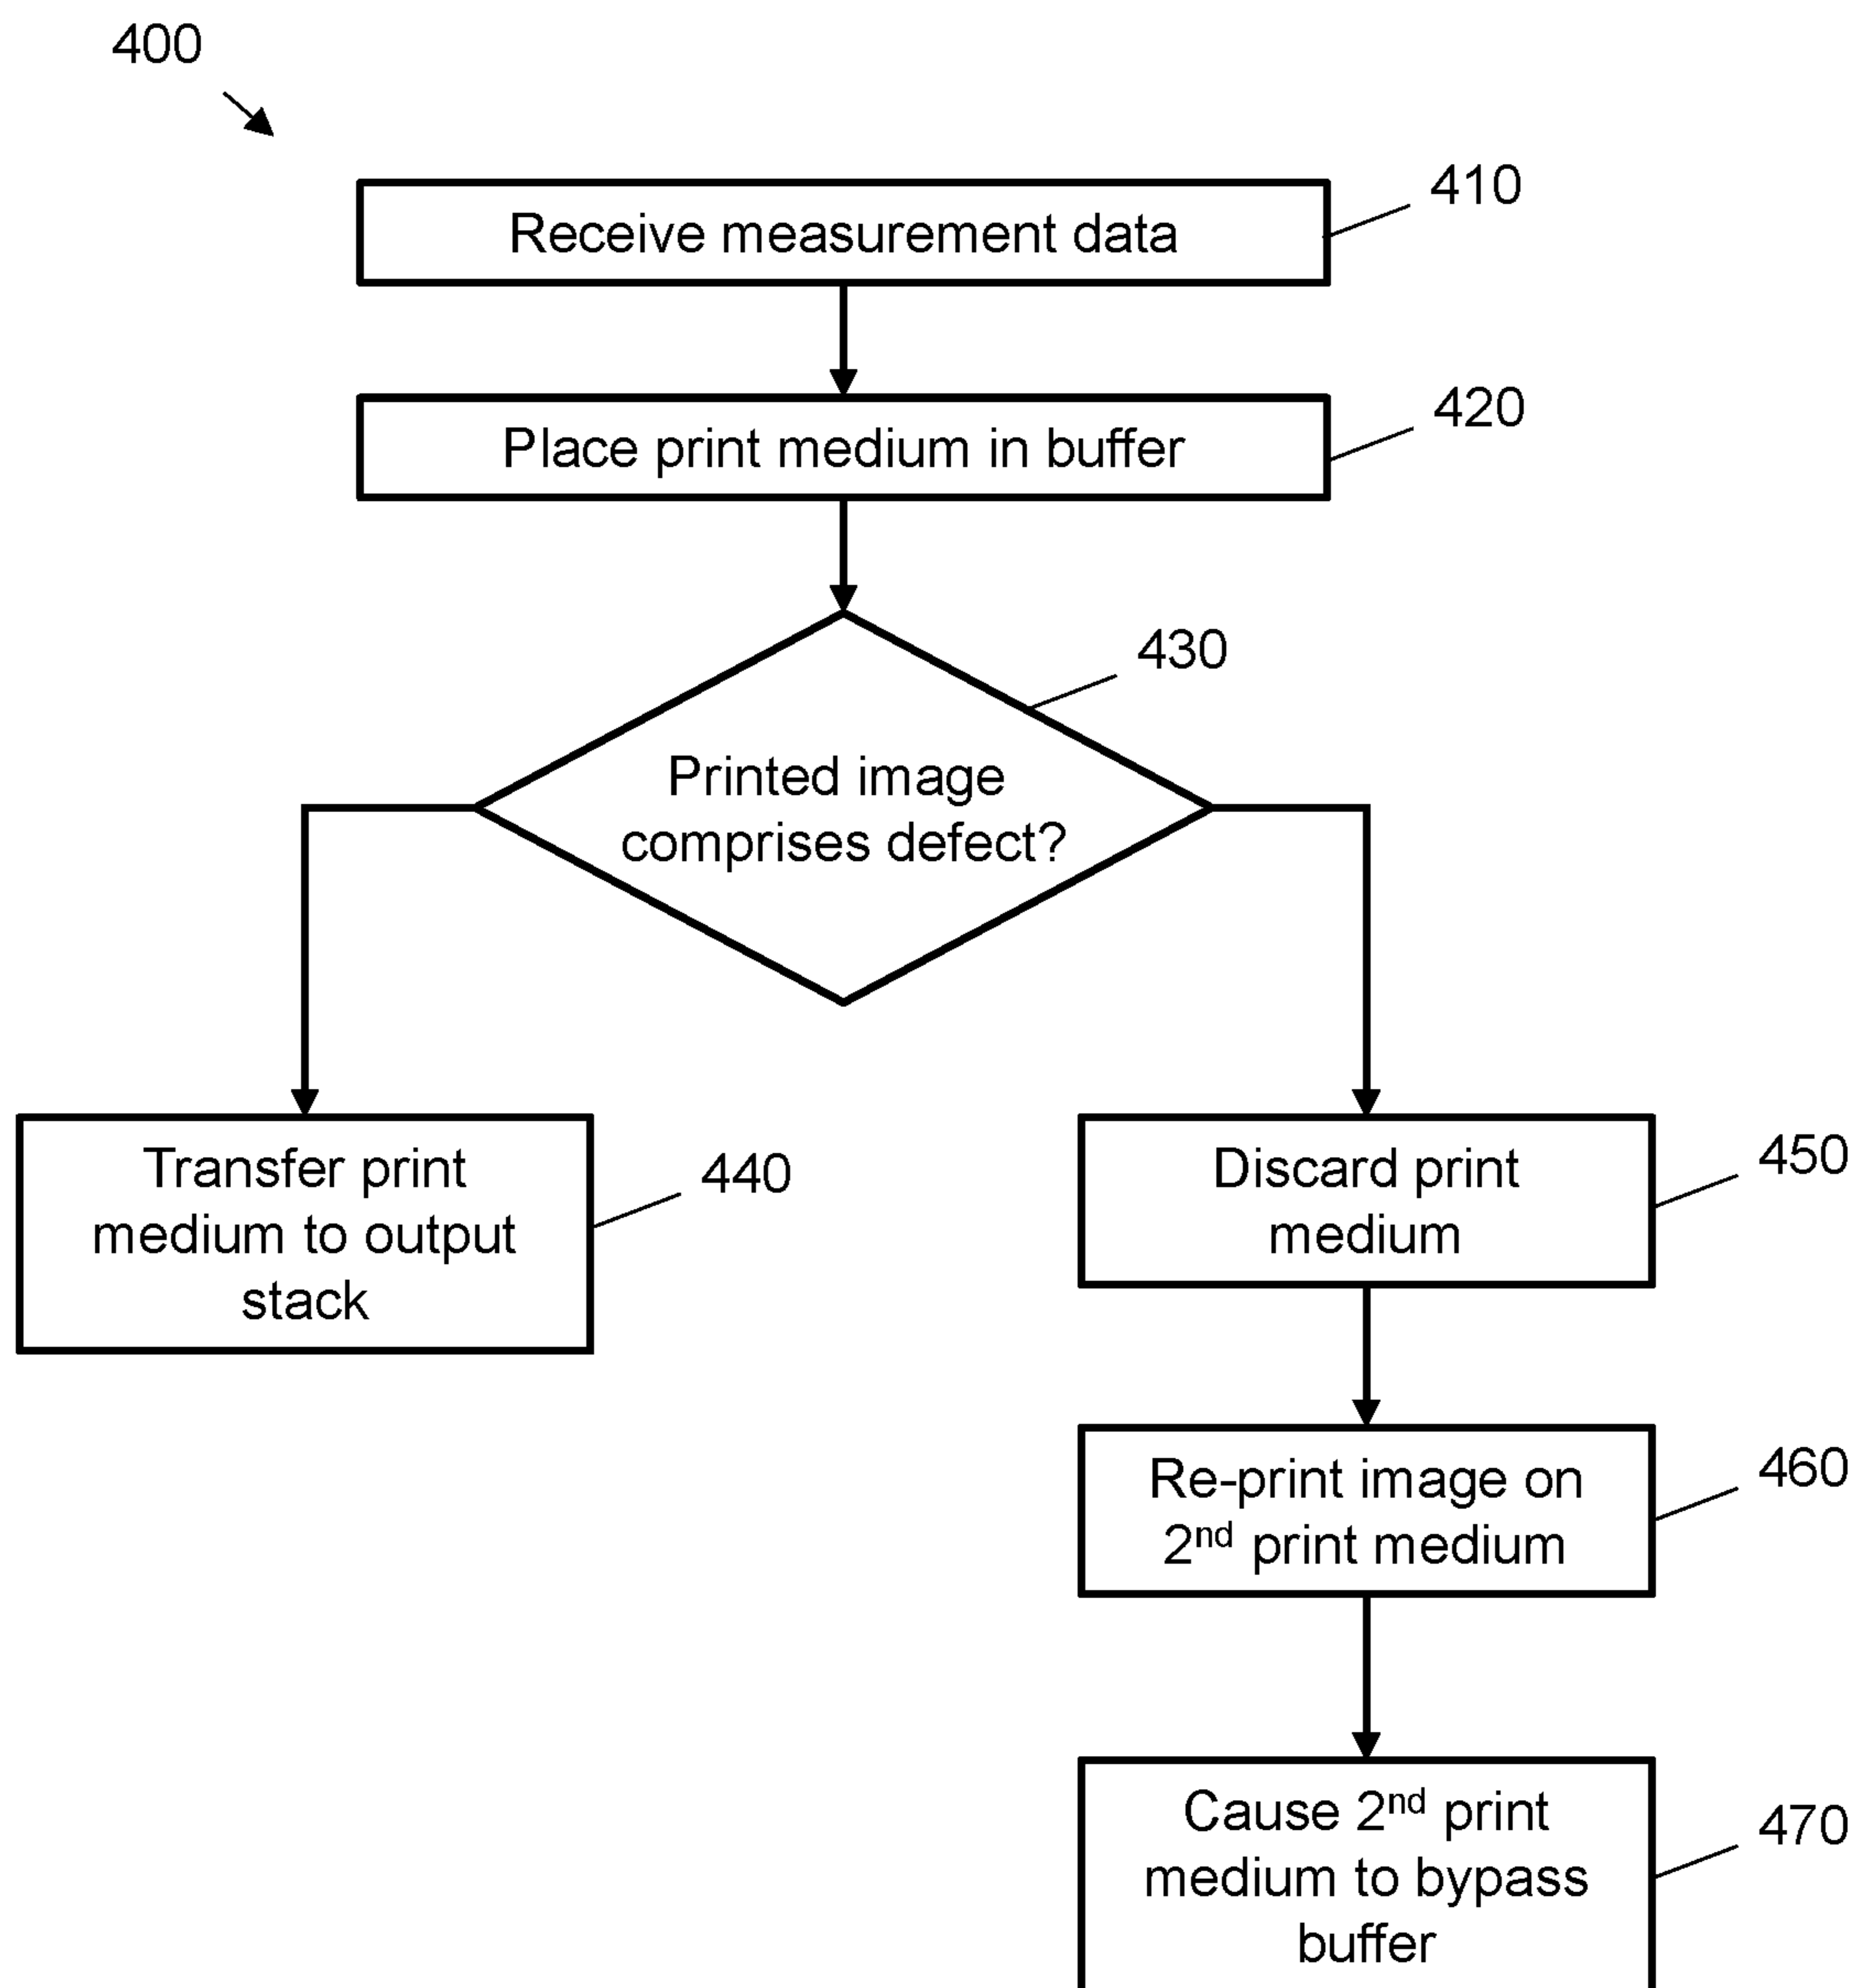 400
Receive measurement data
410
Place print medium in buffer
420
430
Printed image
comprises defect?
Transfer print
medium to output
stack
440
Discard print
medium
450
Re-print image on
2nd print medium
460
Cause 2nd print
medium to bypass
buffer
470